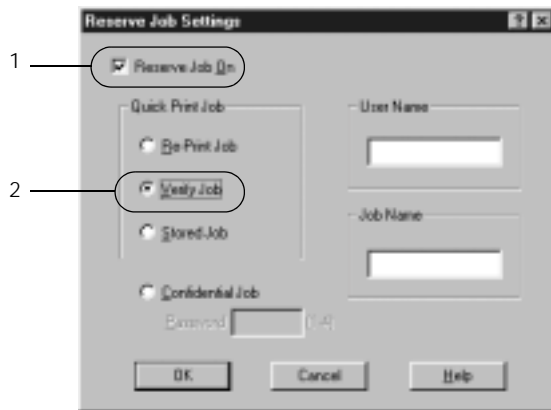 Reserve Job Settings
1
Reserve Job On
Quick Print Job
User Name
Re-Print Job
2
Verify Job
Job Name
Stored Job
Confidential Job
Password
OK
Cancel
Help